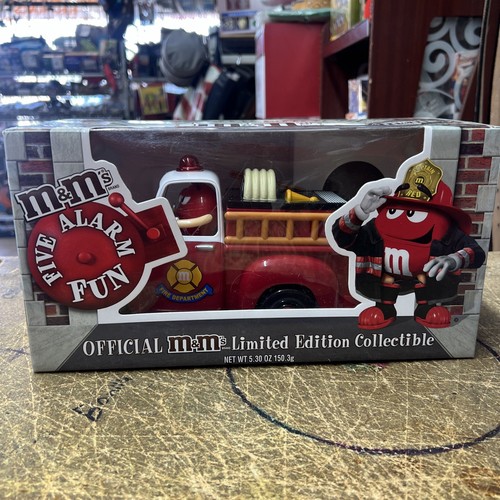 m&m's
FIVE ALARM
FUN
FIRE DEPARTMENT
m
OFFICIAL m&m's Limited Edition Collectible
NET WT 5.30 OZ 150.3g